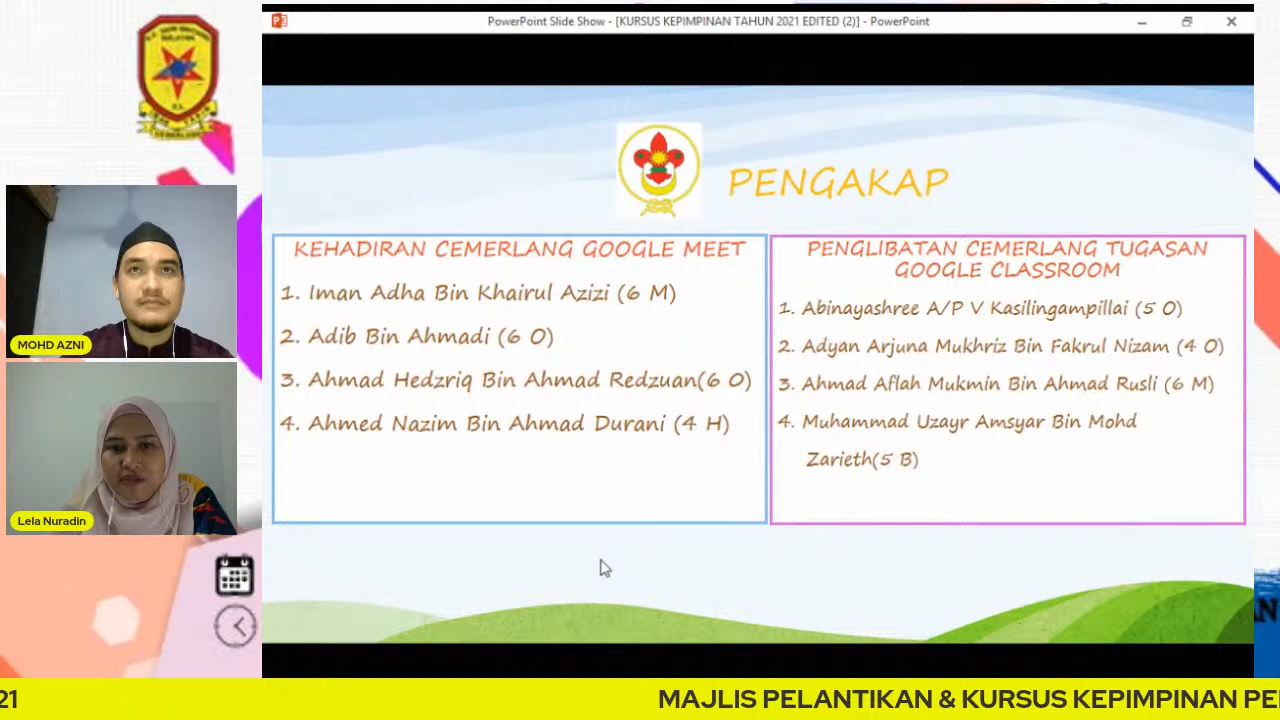 PowerPoint Slide Show - [KURSUS KEPIMPINAN TAHUN 2021 EDITED (2)] - PowerPoint
PENGAKAP
KEHADIRAN CEMERLANG GOOGLE MEET
1. Iman Adha Bin Khairul Azizi (6 M)
2. Adib Bin Ahmadi (6 O)
3. Ahmad Hedzriq Bin Ahmad Redzuan(6 O)
4. Ahmed Nazim Bin Ahmad Durani (4 H)
PENGLIBATAN CEMERLANG TUGASAN
GOOGLE CLASSROOM
1. Abinayashree A/P V Kasilingampillai (5 O)
2. Adyan Arjuna Mukhriz Bin Fakrul Nizam (4 O)
3. Ahmad Aflah Mukmin Bin Ahmad Rusli (6 M)
4. Muhammad Uzayr Amsyar Bin Mohd
Zarieth(5 B)
MOHD AZNI
Lela Nuradin
21
MAJLIS PELANTIKAN & KURSUS KEPIMPINAN PE